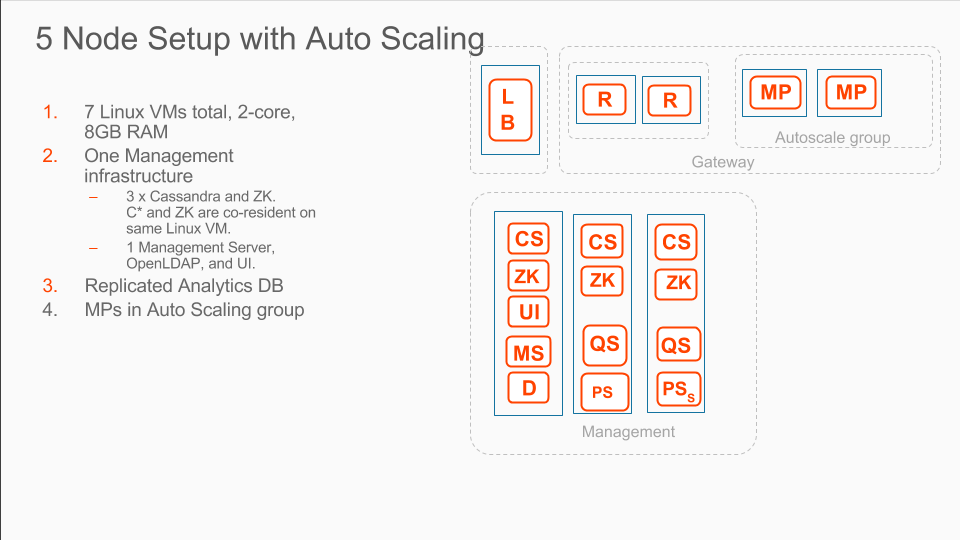 5 Node Setup with Auto Scaling
1. 7 Linux VMs total, 2-core,
8GB RAM
2. One Management
infrastructure
– 3 x Cassandra and ZK.
C* and ZK are co-resident on
same Linux VM.
– 1 Management Server,
OpenLDAP, and UI.
3. Replicated Analytics DB
4. MPs in Auto Scaling group
L
B
R R
MP MP
Autoscale group
Gateway
CS CS CS
ZK ZK ZK
UI
MS QS QS
D PS PSs
Management